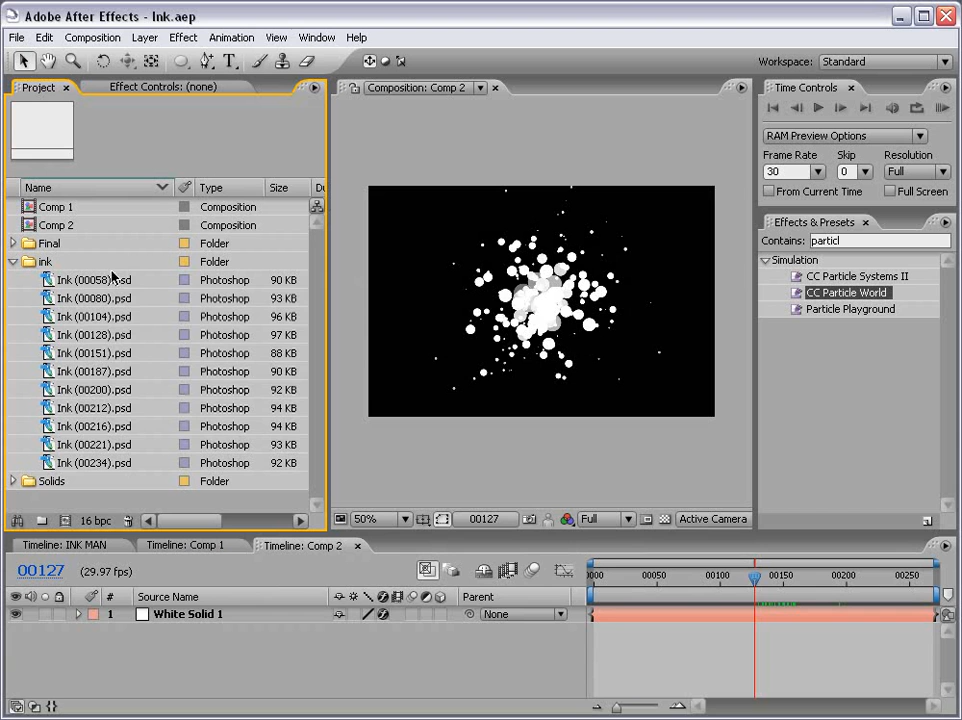 Adobe After Effects - Ink.aep
File Edit Composition Layer Effect Animation View Window Help
Workspace: Standard
Project Effect Controls: (none)
Composition: Comp 2
Time Controls
RAM Preview Options
Frame Rate Skip Resolution
30 0 Full
From Current Time Full Screen
Effects & Presets
Contains: particl
Simulation
CC Particle Systems II
CC Particle World
Particle Playground
Name Type Size Du
Comp 1 Composition
Comp 2 Composition
Final Folder
ink Folder
Ink (00058).psd Photoshop 90 KB
Ink (00080).psd Photoshop 93 KB
Ink (00104).psd Photoshop 96 KB
Ink (00128).psd Photoshop 97 KB
Ink (00151).psd Photoshop 88 KB
Ink (00187).psd Photoshop 90 KB
Ink (00200).psd Photoshop 92 KB
Ink (00212).psd Photoshop 94 KB
Ink (00216).psd Photoshop 94 KB
Ink (00221).psd Photoshop 93 KB
Ink (00234).psd Photoshop 92 KB
Solids Folder
16 bpc
50% 00127 Full Active Camera
Timeline: INK MAN Timeline: Comp 1 Timeline: Comp 2
00127 (29.97 fps)
0000 00050 00100 00150 00200 00250
# Source Name Parent
1 White Solid 1 None